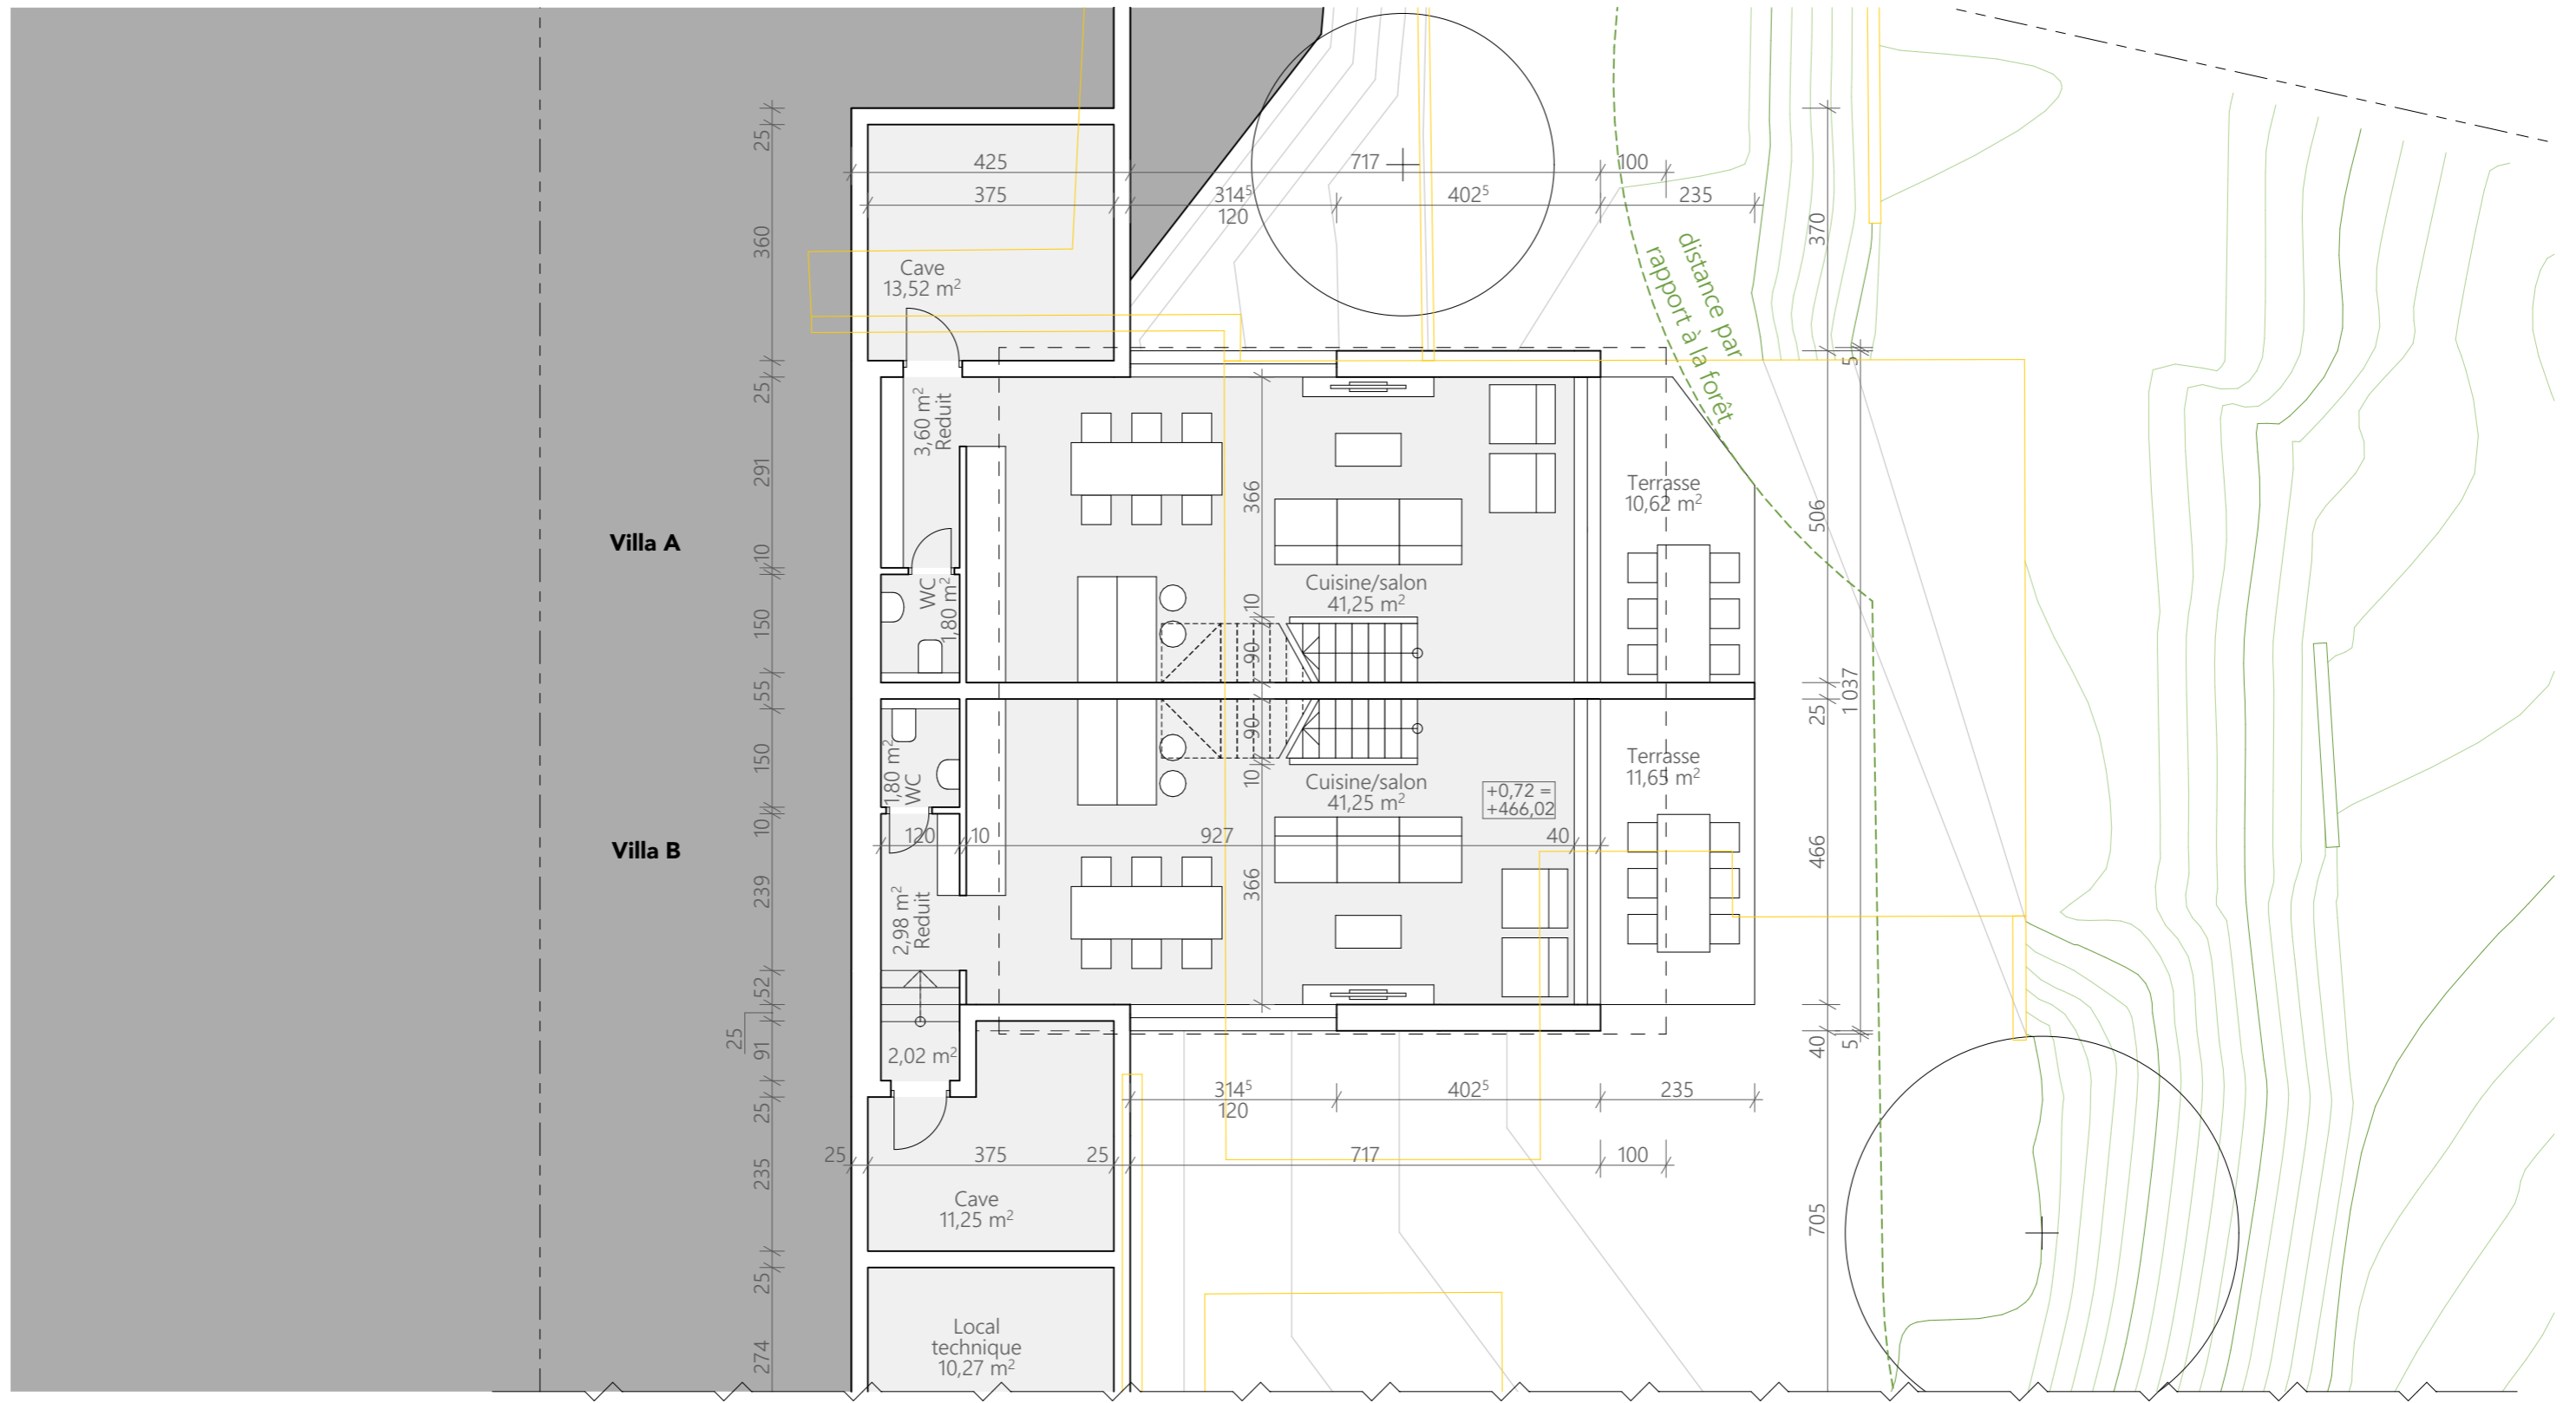 425
717
100
375
314⁵
120
402⁵
235
25
360
25
291
10
150
55
150
10
239
52
25
91
25
235
25
274
Cave
13,52 m²
distance par
rapport à la forêt
370
5
3,60 m²
Reduit
366
Terrasse
10,62 m²
506
Villa A
WC
1,80 m²
Cuisine/salon
41,25 m²
10
90
1 037
25
90
10
1,80 m²
WC
Cuisine/salon
41,25 m²
+0,72 =
+466,02
Terrasse
11,65 m²
Villa B
120
10
927
40
466
366
2,98 m²
Reduit
2,02 m²
40
5
314⁵
120
402⁵
235
25
375
25
717
100
Cave
11,25 m²
705
Local
technique
10,27 m²